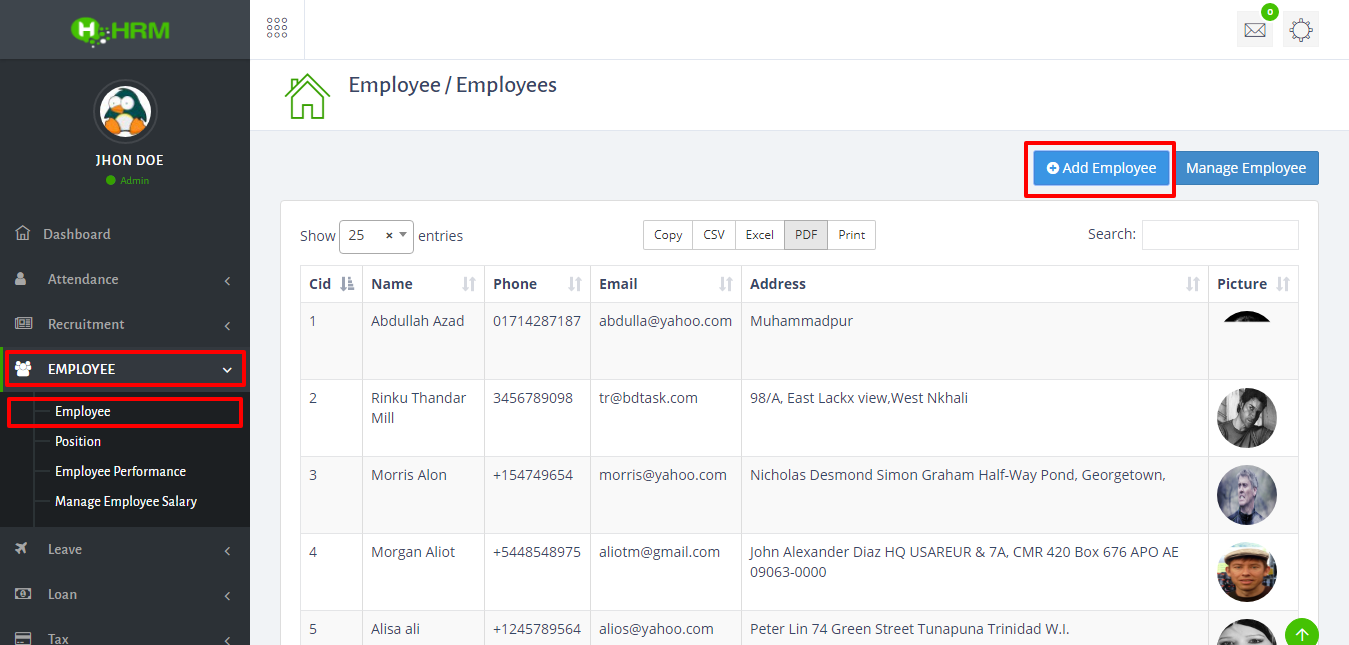 HRM
0
JHON DOE
Admin
Dashboard
Attendance
Recruitment
EMPLOYEE
Employee
Position
Employee Performance
Manage Employee Salary
Leave
Loan
Tax
Employee / Employees
Add Employee
Manage Employee
Show 25 × entries
Copy CSV Excel PDF Print
Search:
Cid Name Phone Email Address Picture
1 Abdullah Azad 01714287187 abdulla@yahoo.com Muhammadpur
2 Rinku Thandar 3456789098 tr@bdtask.com 98/A, East Lackx view,West Nkhali
Mill
3 Morris Alon +154749654 morris@yahoo.com Nicholas Desmond Simon Graham Half-Way Pond, Georgetown,
4 Morgan Aliot +5448548975 aliotm@gmail.com John Alexander Diaz HQ USAREUR & 7A, CMR 420 Box 676 APO AE
09063-0000
5 Alisa ali +1245789564 alios@yahoo.com Peter Lin 74 Green Street Tunapuna Trinidad W.I.